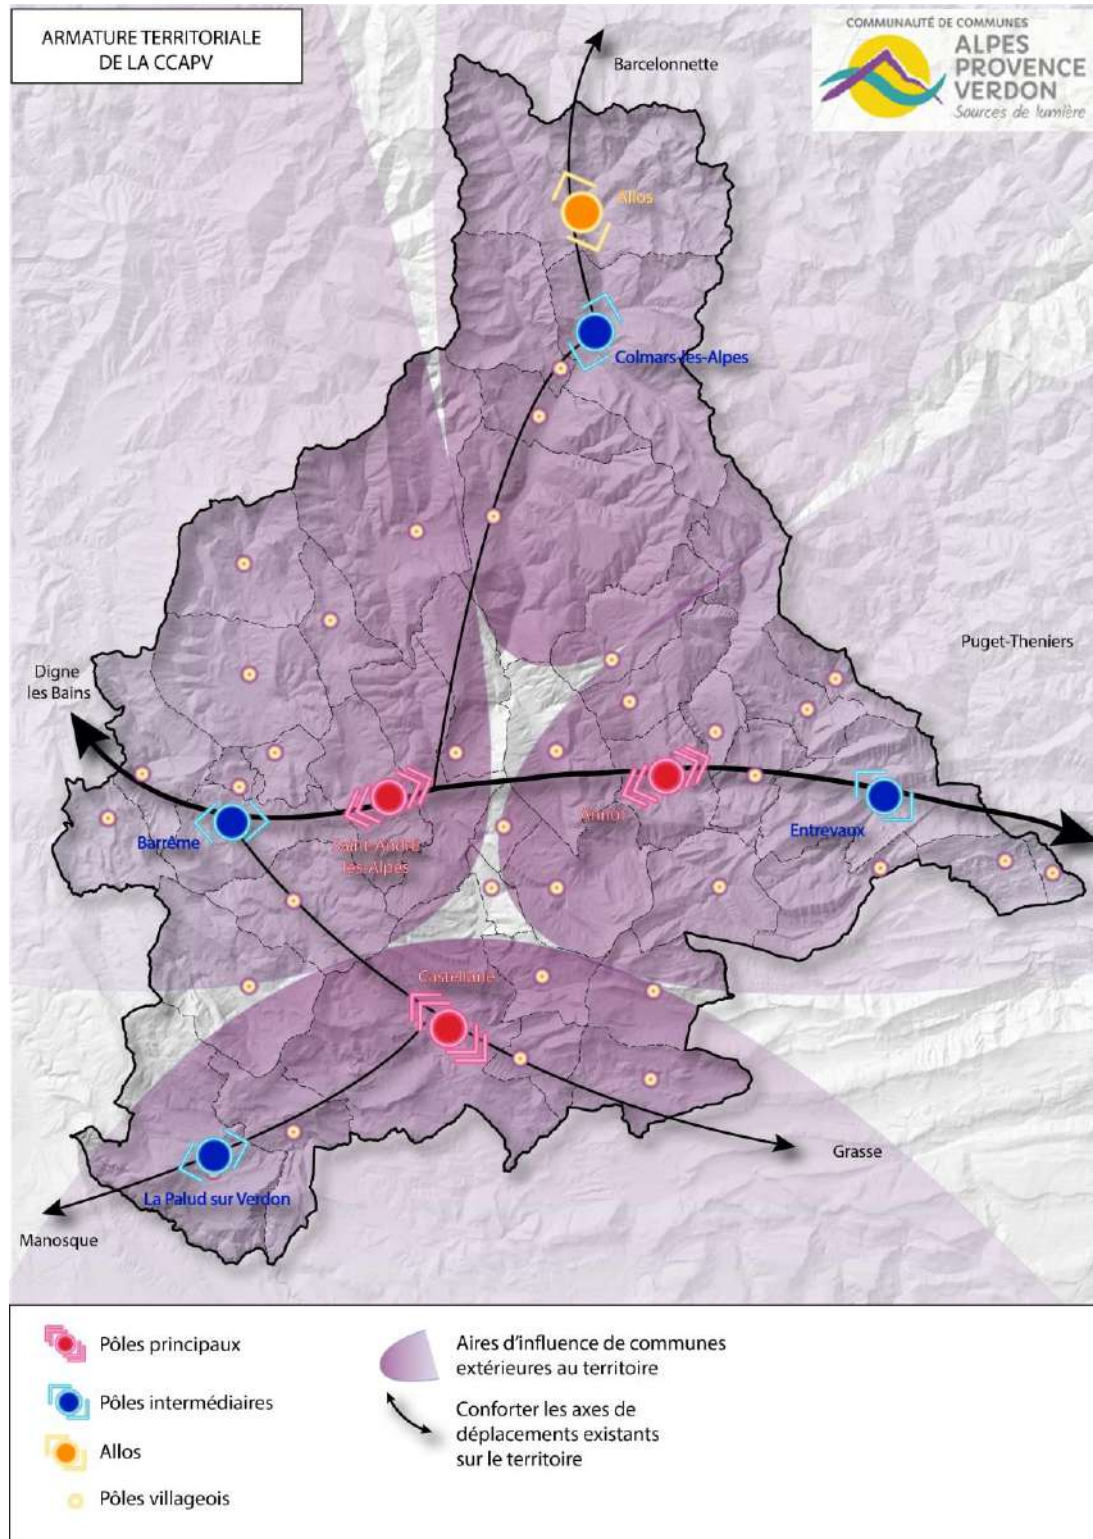 ARMATURE TERRITORIALE
DE LA CCAPV
COMMUNAUTÉ DE COMMUNES
ALPES
PROVENCE
VERDON
Sources de lumière
Barcelonnette
Allos
Colmars-les-Alpes
Puget-Theniers
Digne
les Bains
Barrême
Saint-André
les-Alpes
Annot
Entrevaux
Castellane
Grasse
La Palud sur Verdon
Manosque
Pôles principaux
Pôles intermédiaires
Allos
Pôles villageois
Aires d'influence de communes
extérieures au territoire
Conforter les axes de
déplacements existants
sur le territoire